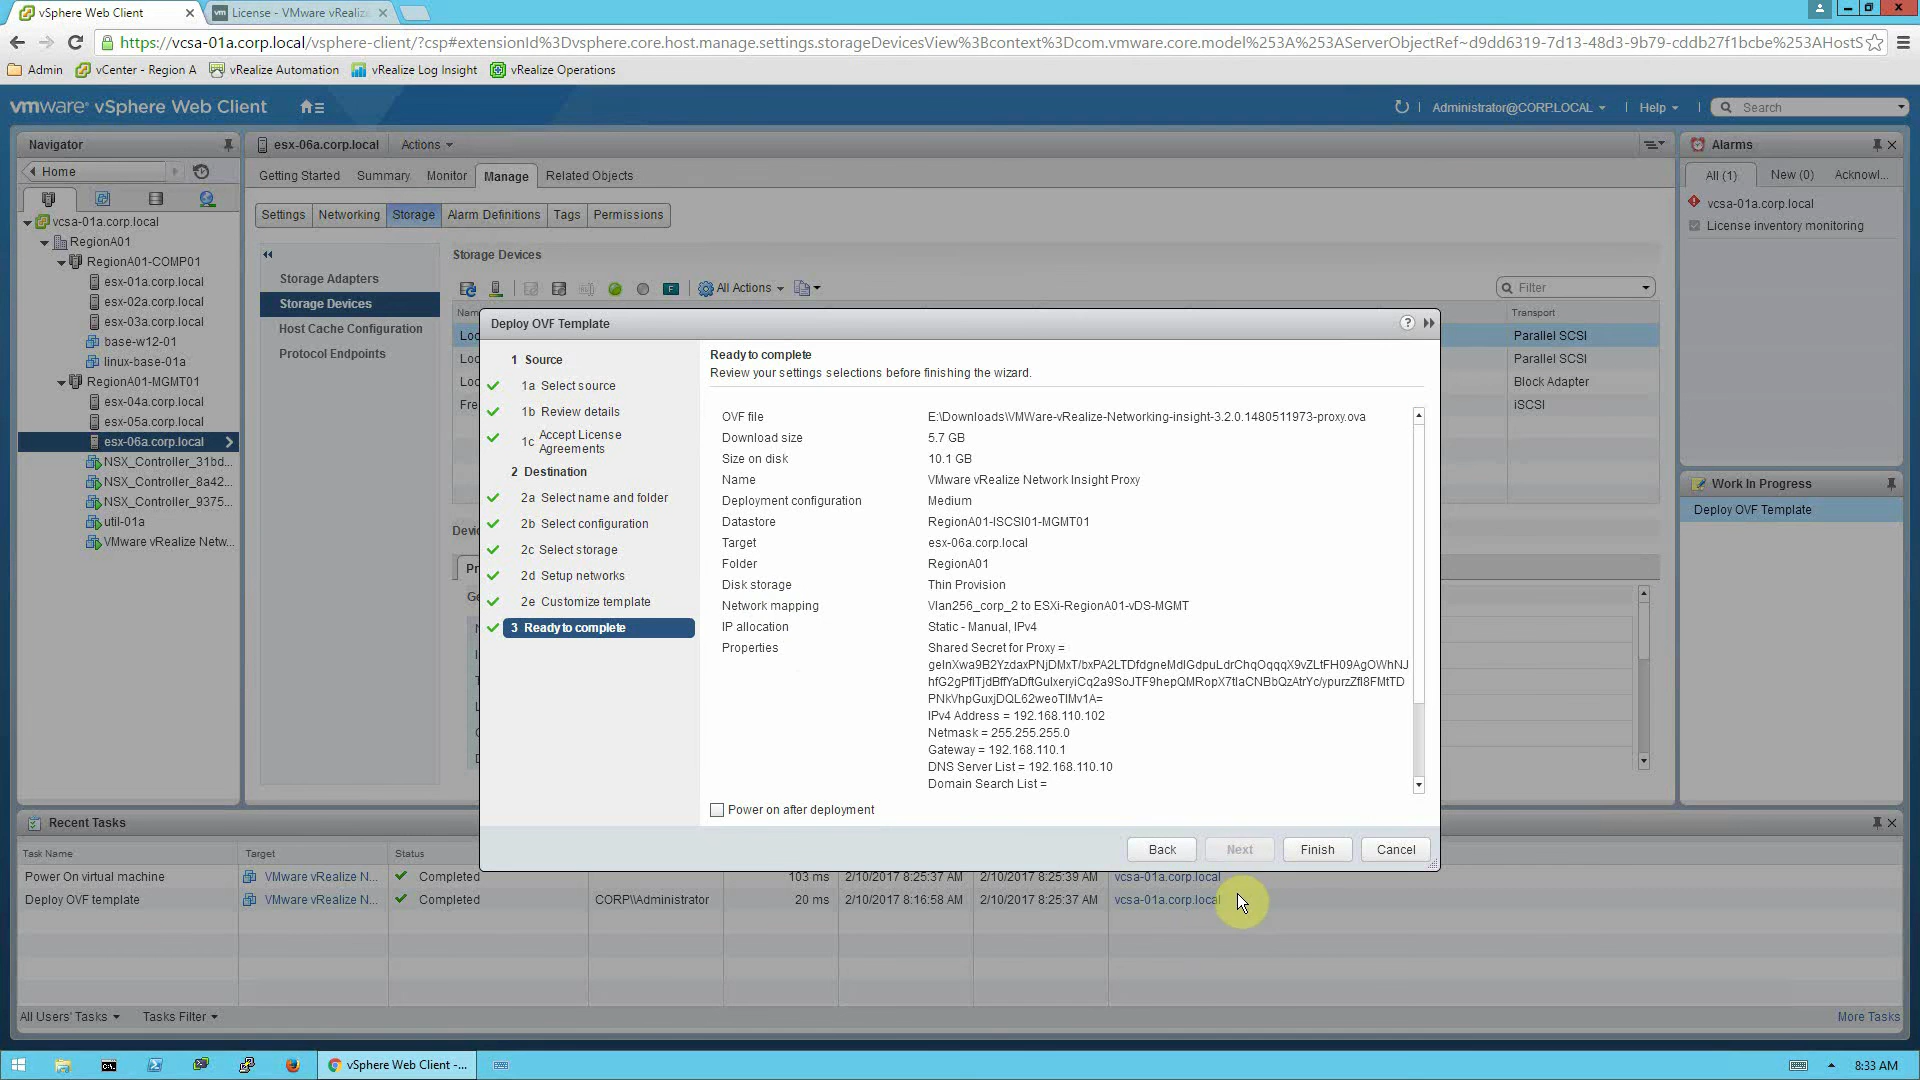 vSphere Web Client
License - VMware vRealiz
https://vcsa-01a.corp.local/vsphere-client/?csp#extensionId%3Dvsphere.core.host.manage.settings.storageDevicesView%3Bcontext%3Dcom.vmware.core.model%253A%253AServerObjectRef~d9dd6319-7d13-48d3-9b79-cddb27f1bcbe%253AHostS
Admin
vCenter - Region A
vRealize Automation
vRealize Log Insight
vRealize Operations
vmware® vSphere Web Client
Administrator@CORP.LOCAL
Help
Search
Navigator
Home
vcsa-01a.corp.local
RegionA01
RegionA01-COMP01
esx-01a.corp.local
esx-02a.corp.local
esx-03a.corp.local
base-w12-01
linux-base-01a
RegionA01-MGMT01
esx-04a.corp.local
esx-05a.corp.local
esx-06a.corp.local
NSX_Controller_31bd...
NSX_Controller_8a42...
NSX_Controller_9375...
util-01a
VMware vRealize Netw...
esx-06a.corp.local
Actions
Getting Started
Summary
Monitor
Manage
Related Objects
Settings
Networking
Storage
Alarm Definitions
Tags
Permissions
Storage Adapters
Storage Devices
Host Cache Configuration
Protocol Endpoints
Storage Devices
All Actions
Filter
Transport
Parallel SCSI
Parallel SCSI
Block Adapter
iSCSI
Alarms
All (1)
New (0)
Acknowl...
vcsa-01a.corp.local
License inventory monitoring
Work In Progress
Deploy OVF Template
Deploy OVF Template
1 Source
1a Select source
1b Review details
1c Accept License
Agreements
2 Destination
2a Select name and folder
2b Select configuration
2c Select storage
2d Setup networks
2e Customize template
3 Ready to complete
Ready to complete
Review your settings selections before finishing the wizard.
OVF file E:\Downloads\VMWare-vRealize-Networking-insight-3.2.0.1480511973-proxy.ova
Download size 5.7 GB
Size on disk 10.1 GB
Name VMware vRealize Network Insight Proxy
Deployment configuration Medium
Datastore RegionA01-ISCSI01-MGMT01
Target esx-06a.corp.local
Folder RegionA01
Disk storage Thin Provision
Network mapping Vlan256_corp_2 to ESXi-RegionA01-vDS-MGMT
IP allocation Static - Manual, IPv4
Properties Shared Secret for Proxy =
IPv4 Address = 192.168.110.102
Netmask = 255.255.255.0
Gateway = 192.168.110.1
DNS Server List = 192.168.110.10
Domain Search List =
Power on after deployment
Back
Next
Finish
Cancel
Recent Tasks
Task Name
Target
Status
Power On virtual machine VMware vRealize N... Completed 103 ms 2/10/2017 8:25:37 AM 2/10/2017 8:25:39 AM vcsa-01a.corp.local
Deploy OVF template VMware vRealize N... Completed CORP\\Administrator 20 ms 2/10/2017 8:16:58 AM 2/10/2017 8:25:37 AM vcsa-01a.corp.local
All Users' Tasks
Tasks Filter
More Tasks
vSphere Web Client -...
8:33 AM